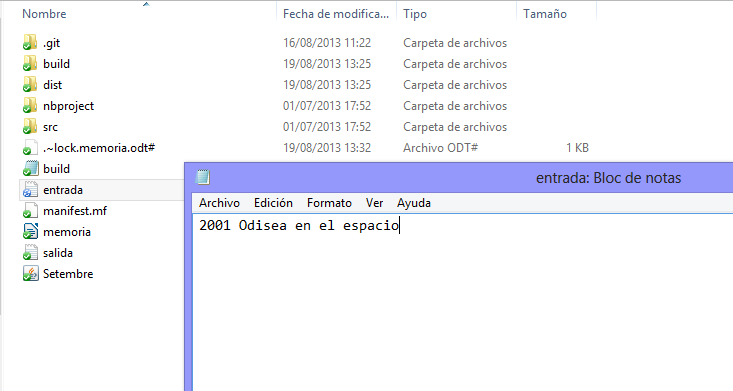 Nombre Fecha de modifica... Tipo Tamaño
.git 16/08/2013 11:22 Carpeta de archivos
build 19/08/2013 13:25 Carpeta de archivos
dist 19/08/2013 13:25 Carpeta de archivos
nbproject 01/07/2013 17:52 Carpeta de archivos
src 01/07/2013 17:52 Carpeta de archivos
.~lock.memoria.odt# 19/08/2013 13:32 Archivo ODT# 1 KB
build
entrada
manifest.mf
memoria
salida
Setembre
entrada: Bloc de notas
Archivo Edición Formato Ver Ayuda
2001 Odisea en el espacio